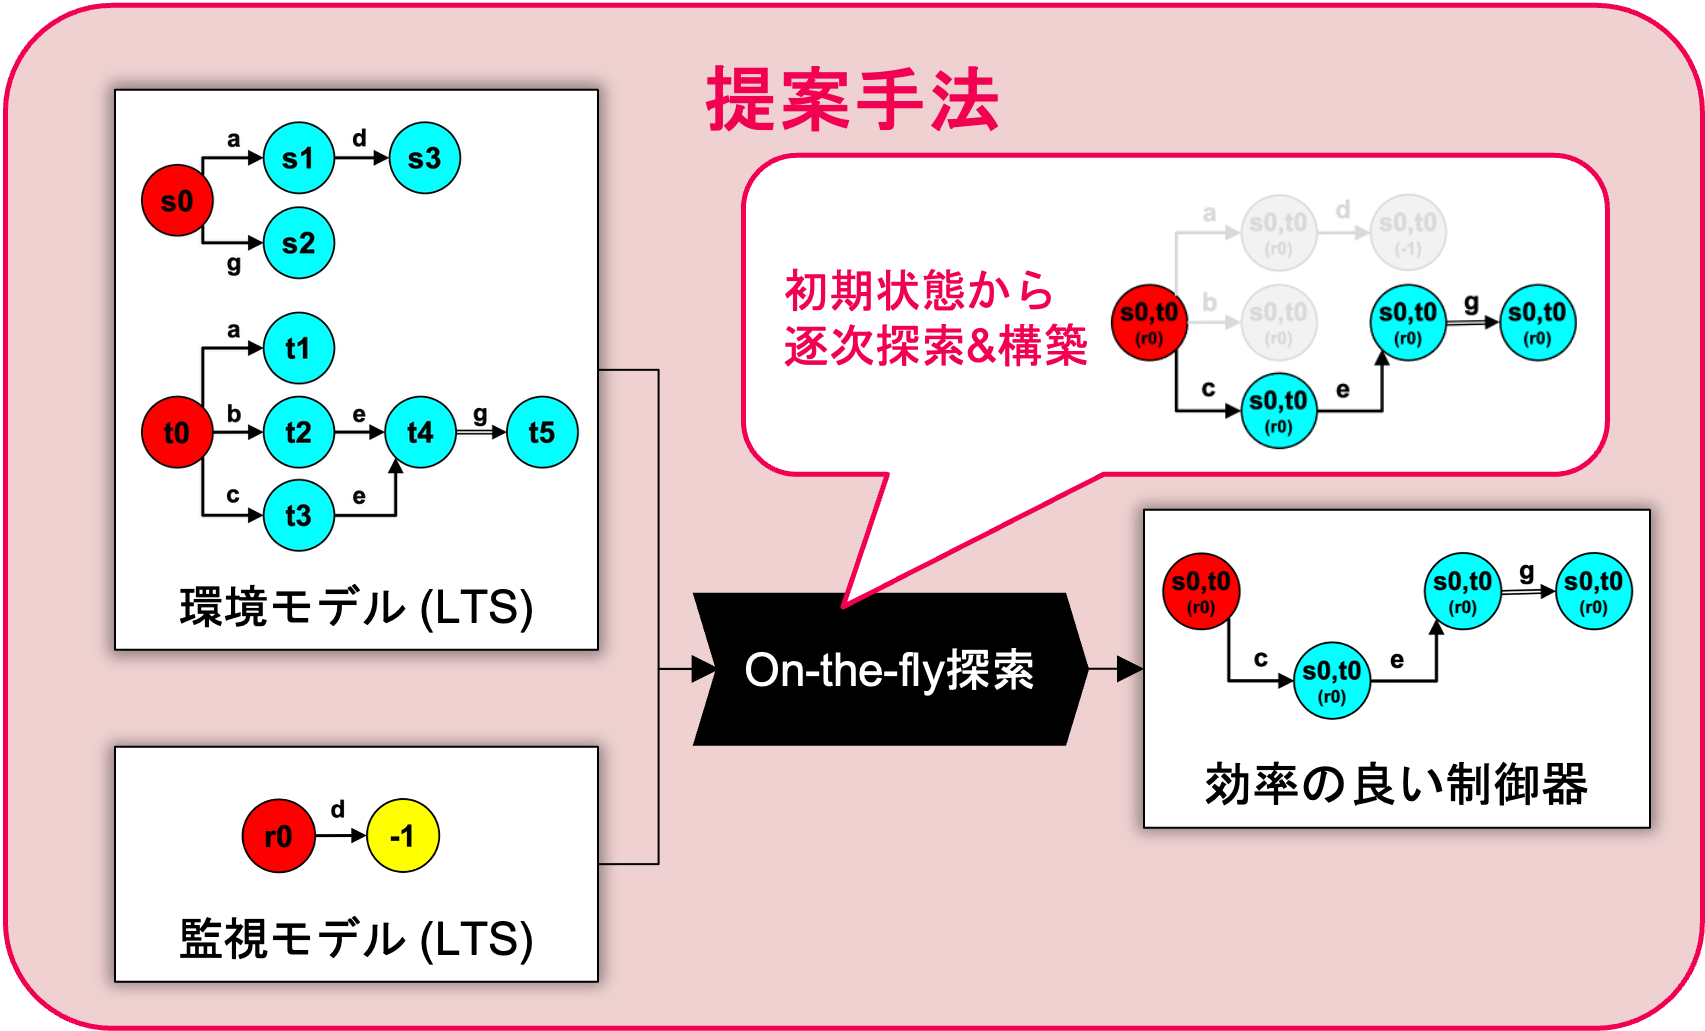 提案手法
a
d
s0
s1
s3
s2
g
a
t1
t0
b
t2
e
t4
g
t5
c
t3
e
環境モデル (LTS)
r0
d
-1
監視モデル (LTS)
初期状態から
逐次探索&構築
a
s0,t0
(r0)
d
s0,t0
(-1)
s0,t0
(r0)
b
s0,t0
(r0)
s0,t0
(r0)
g
s0,t0
(r0)
c
s0,t0
(r0)
e
On-the-fly探索
s0,t0
(r0)
s0,t0
(r0)
g
s0,t0
(r0)
c
s0,t0
(r0)
e
効率の良い制御器